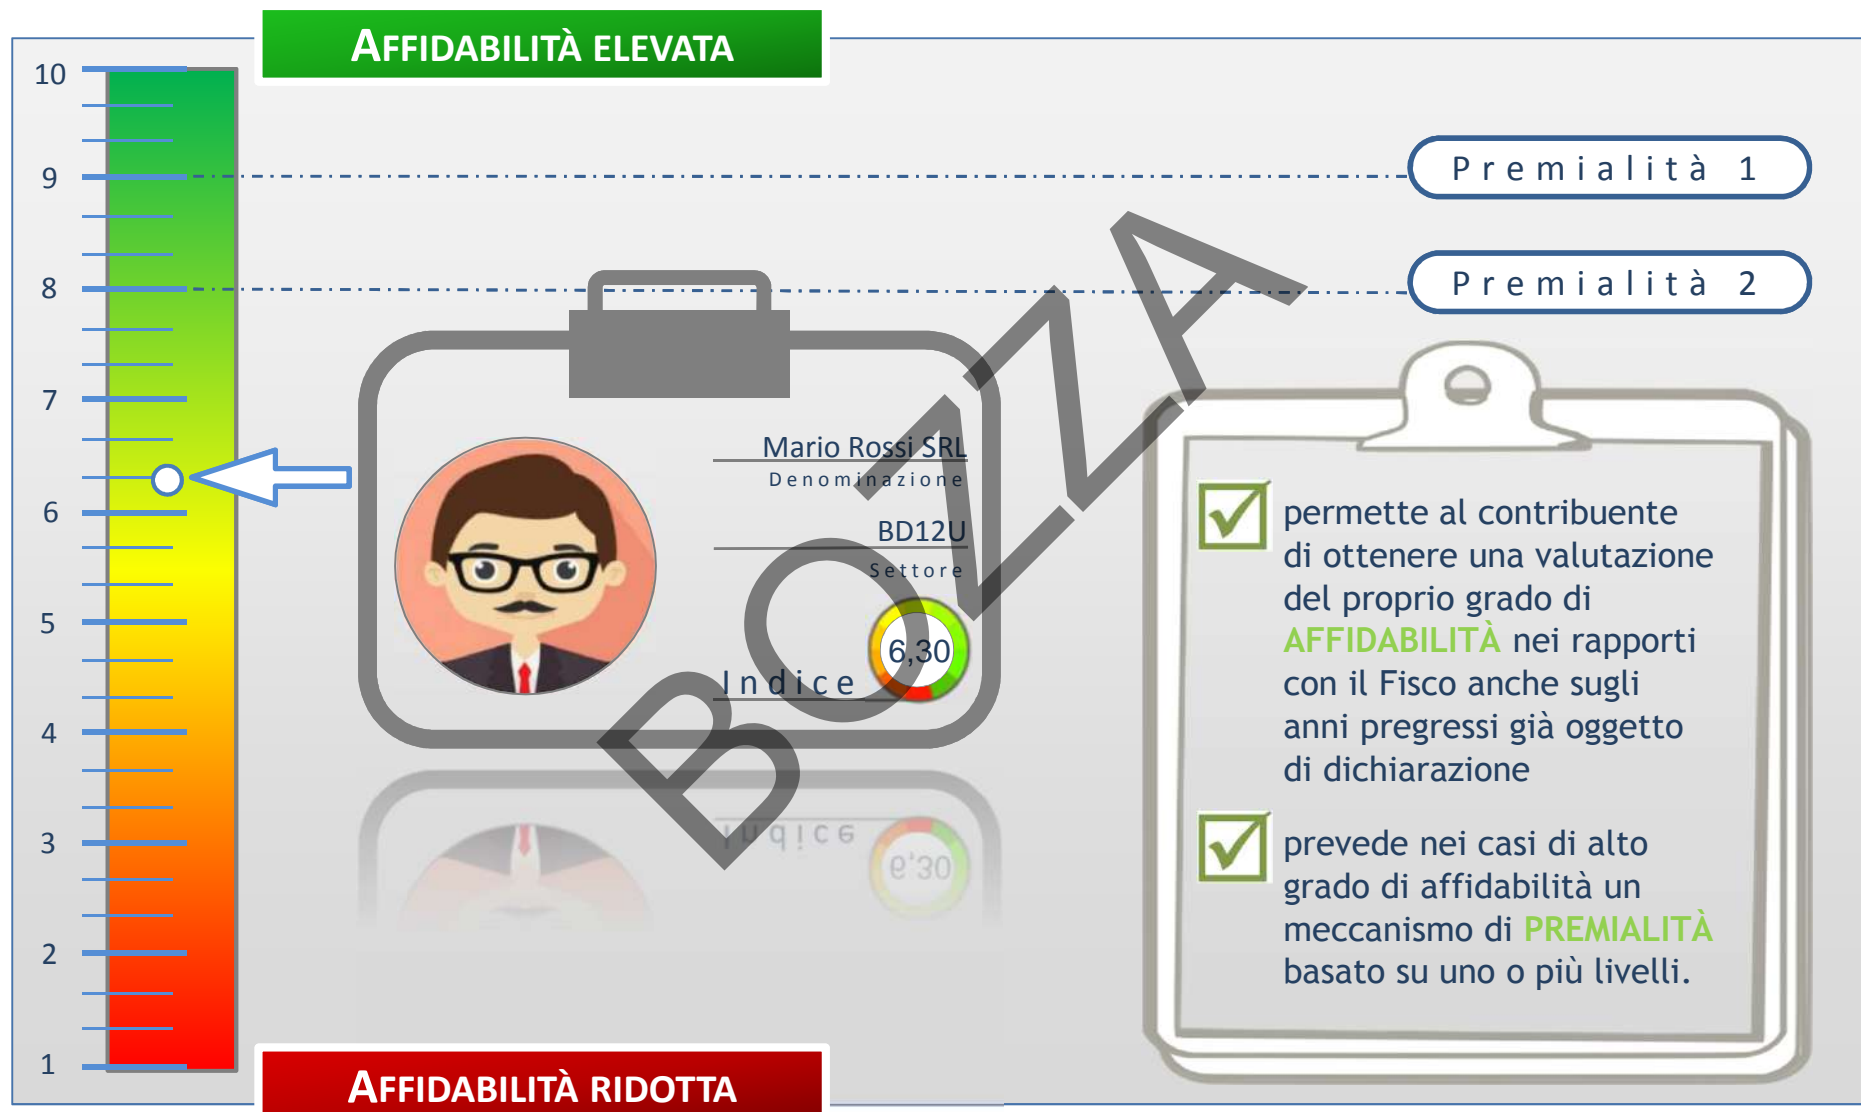 AFFIDABILITÀ ELEVATA
10
9
8
7
6
5
4
3
2
1
Premialità 1
Premialità 2
Mario Rossi SRL
Denominazione
BD12U
Settore
6,30
Indice
BOZZA
permette al contribuente
di ottenere una valutazione
del proprio grado di
AFFIDABILITÀ nei rapporti
con il Fisco anche sugli
anni pregressi già oggetto
di dichiarazione
prevede nei casi di alto
grado di affidabilità un
meccanismo di PREMIALITÀ
basato su uno o più livelli.
Indice
6,30
AFFIDABILITÀ RIDOTTA